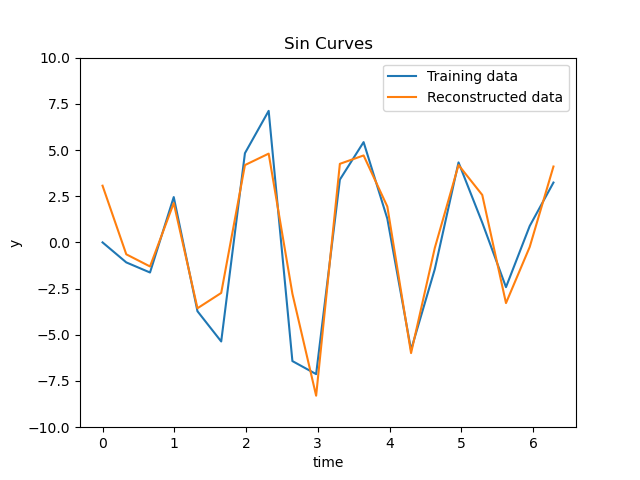 Sin Curves
Training data
Reconstructed data
10.0
7.5
5.0
2.5
0.0
−2.5
−5.0
−7.5
−10.0
y
0 1 2 3 4 5 6
time